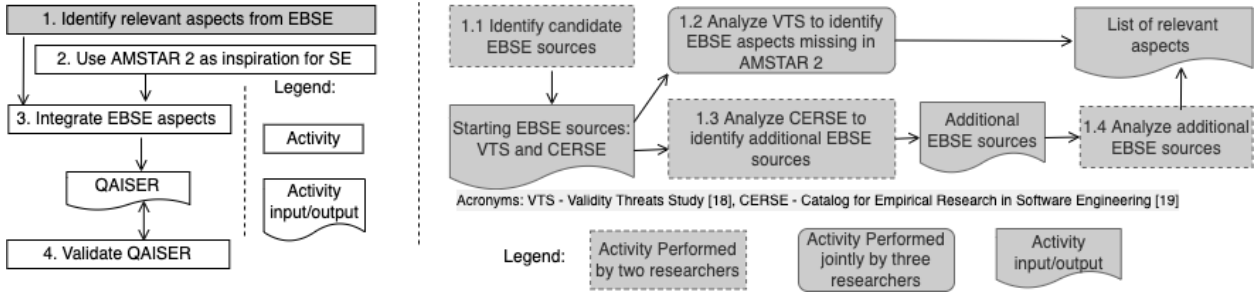 1. Identify relevant aspects from EBSE
2. Use AMSTAR 2 as inspiration for SE
3. Integrate EBSE aspects
QAISER
4. Validate QAISER
Legend:
Activity
Activity
input/output
1.1 Identify candidate
EBSE sources
1.2 Analyze VTS to identify
EBSE aspects missing in
AMSTAR 2
List of relevant
aspects
Starting EBSE sources:
VTS and CERSE
1.3 Analyze CERSE to
identify additional EBSE
sources
Additional
EBSE sources
1.4 Analyze additional
EBSE sources
Acronyms: VTS - Validity Threats Study [18], CERSE - Catalog for Empirical Research in Software Engineering [19]
Legend:
Activity Performed
by two researchers
Activity Performed
jointly by three
researchers
Activity
input/output